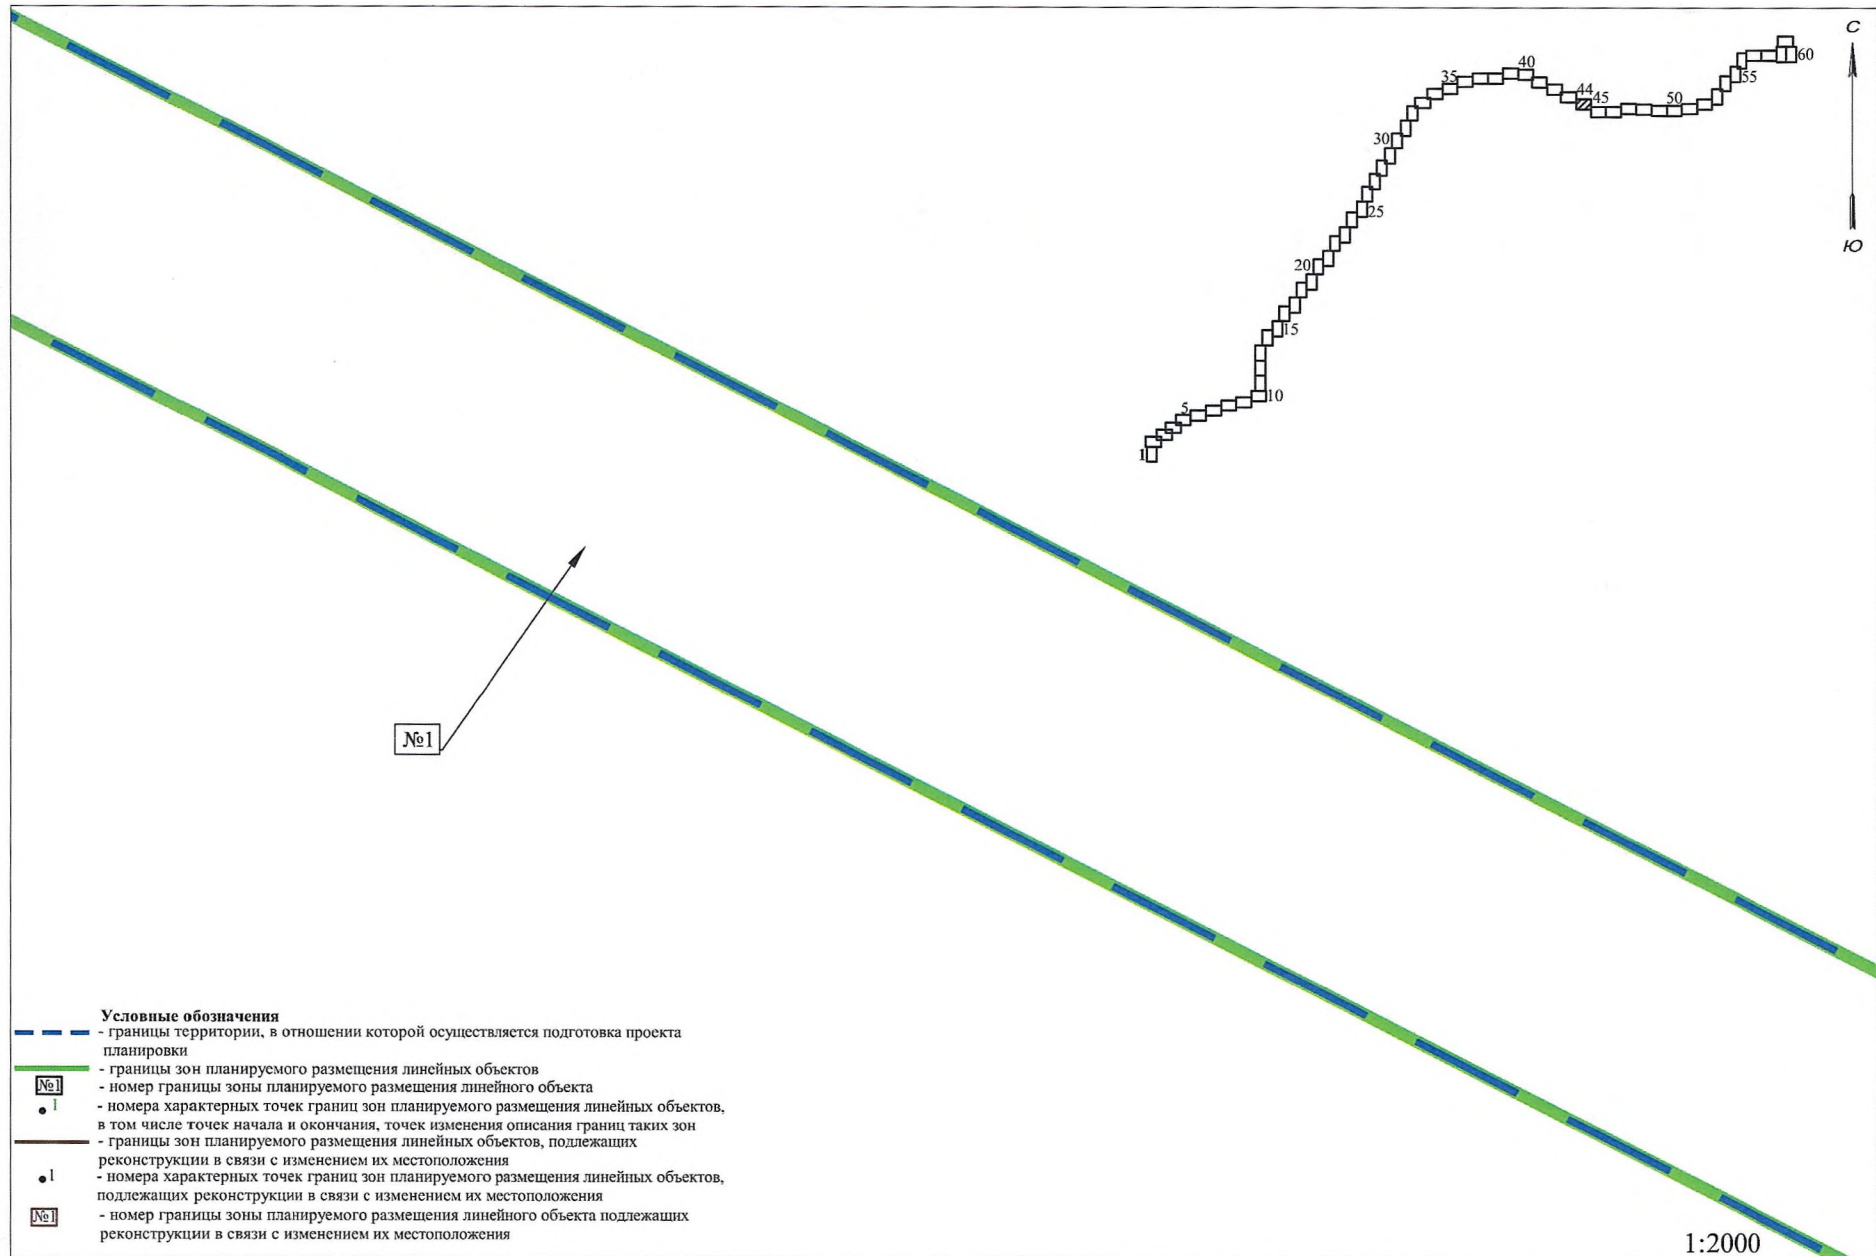 С
Ю
60
55
50
45
44
40
35
30
25
20
15
10
5
1
№1
Условные обозначения
- границы территории, в отношении которой осуществляется подготовка проекта
планировки
- границы зон планируемого размещения линейных объектов
№1
- номер границы зоны планируемого размещения линейного объекта
1
- номера характерных точек границ зон планируемого размещения линейных объектов,
в том числе точек начала и окончания, точек изменения описания границ таких зон
- границы зон планируемого размещения линейных объектов, подлежащих
реконструкции в связи с изменением их местоположения
1
- номера характерных точек границ зон планируемого размещения линейных объектов,
подлежащих реконструкции в связи с изменением их местоположения
№1
- номер границы зоны планируемого размещения линейного объекта подлежащих
реконструкции в связи с изменением их местоположения
1:2000